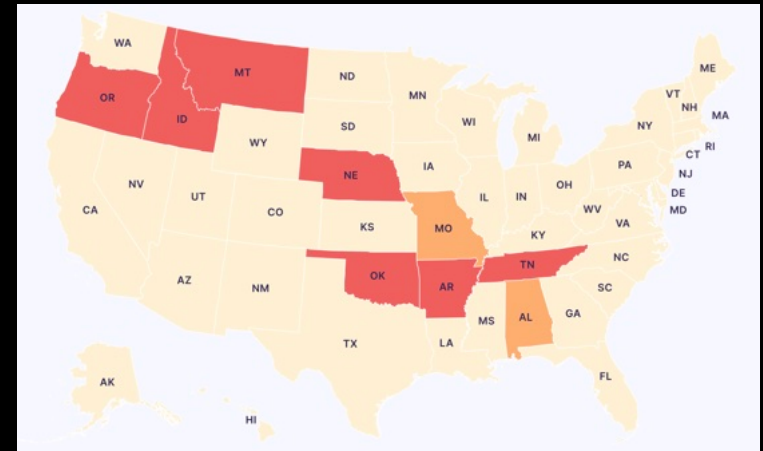 WA
MT
ND
MN
ME
VT
NH
MA
OR
ID
SD
WI
MI
NY
RI
CT
WY
NE
IA
PA
NJ
NV
UT
CO
IL
IN
OH
DE
MD
CA
KS
MO
KY
WV
VA
NC
AZ
NM
OK
AR
TN
SC
TX
LA
MS
AL
GA
AK
FL
HI